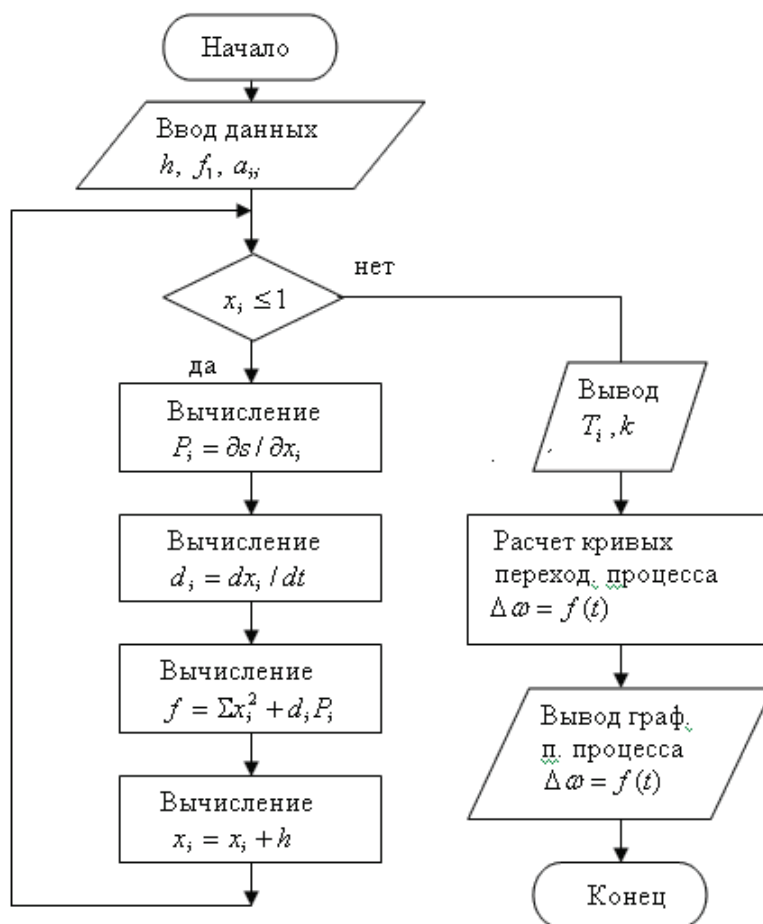 Начало
Ввод данных
h, f₁, aᵢⱼ
xᵢ ≤ 1
нет
да
Вычисление
Pᵢ = ∂s / ∂xᵢ
Вычисление
dᵢ = dxᵢ / dt
Вычисление
f = Σxᵢ² + dᵢPᵢ
Вычисление
xᵢ = xᵢ + h
Вывод
Tᵢ , k
Расчет кривых
переход. процесса
Δω = f(t)
Вывод граф.
п. процесса
Δω = f(t)
Конец